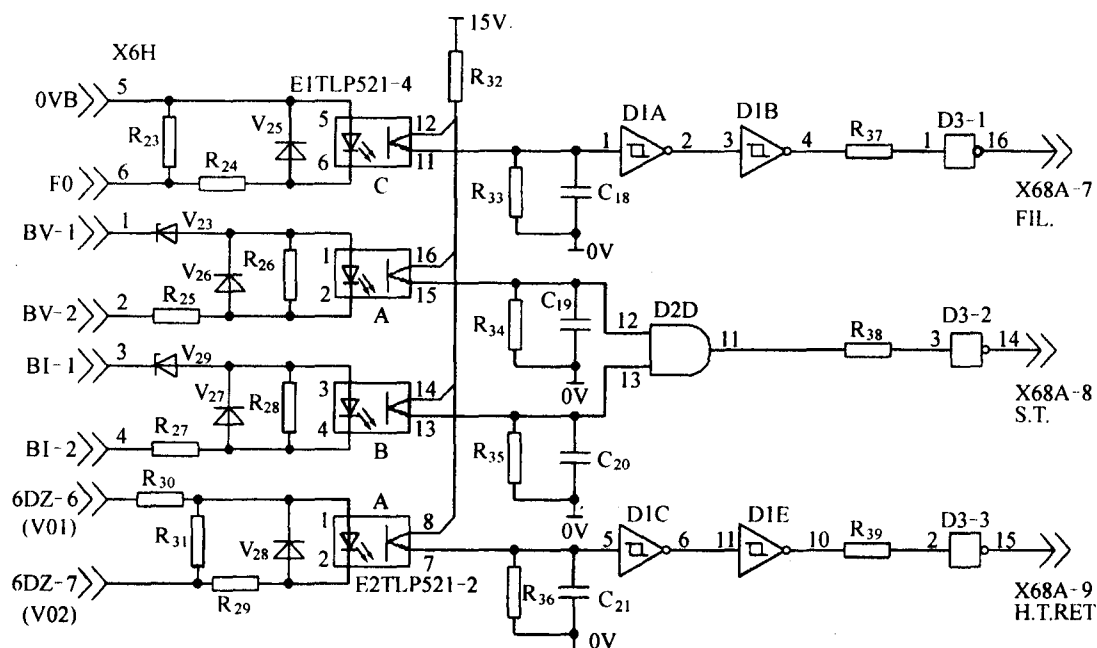 15V
X6H
R32
5
E1TLP521-4
0VB
D1A
D1B
D3-1
R23
V25
5
12
1
2
3
4
R37
1
16
6
11
F0
6
R24
C
R33
C18
X68A-7
FIL.
0V
BV-1
1
V23
R26
1
16
V26
2
15
BV-2
2
R25
A
R34
C19
12
D2D
11
R38
3
D3-2
14
13
0V
BI-1
3
V29
X68A-8
S.T.
V27
R28
3
14
4
13
BI-2
4
R27
B
R35
C20
0V
R30
A
6DZ-6
(V01)
D1C
D1E
R31
V28
1
8
2
7
5
6
11
10
R39
2
D3-3
15
6DZ-7
(V02)
R29
E2TLP521-2
R36
C21
X68A-9
H.T.RET
0V